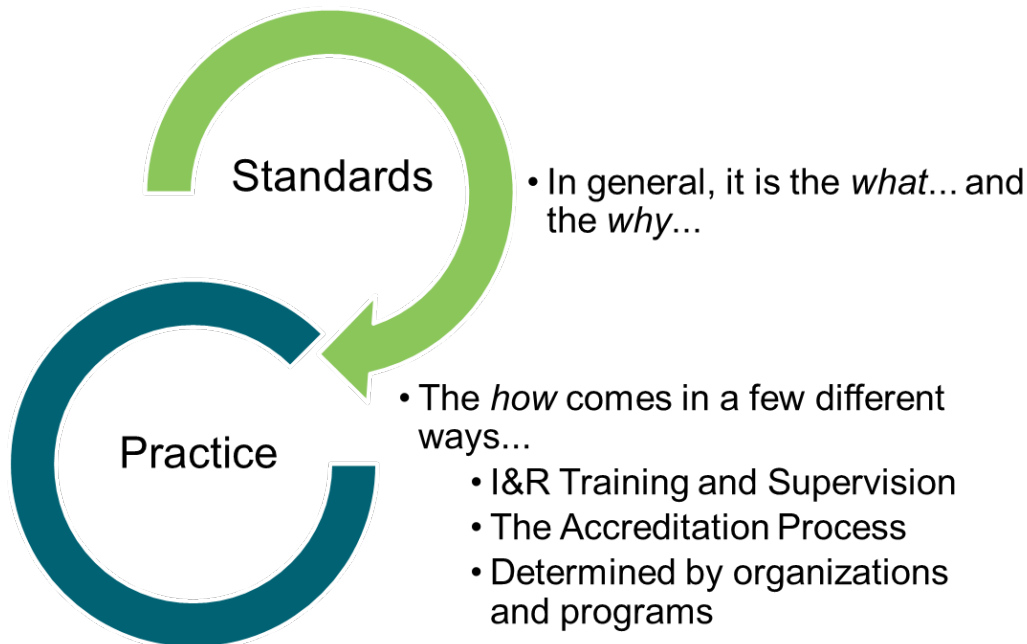 Standards
• In general, it is the what... and
the why...
Practice
• The how comes in a few different
ways...
• I&R Training and Supervision
• The Accreditation Process
• Determined by organizations
and programs